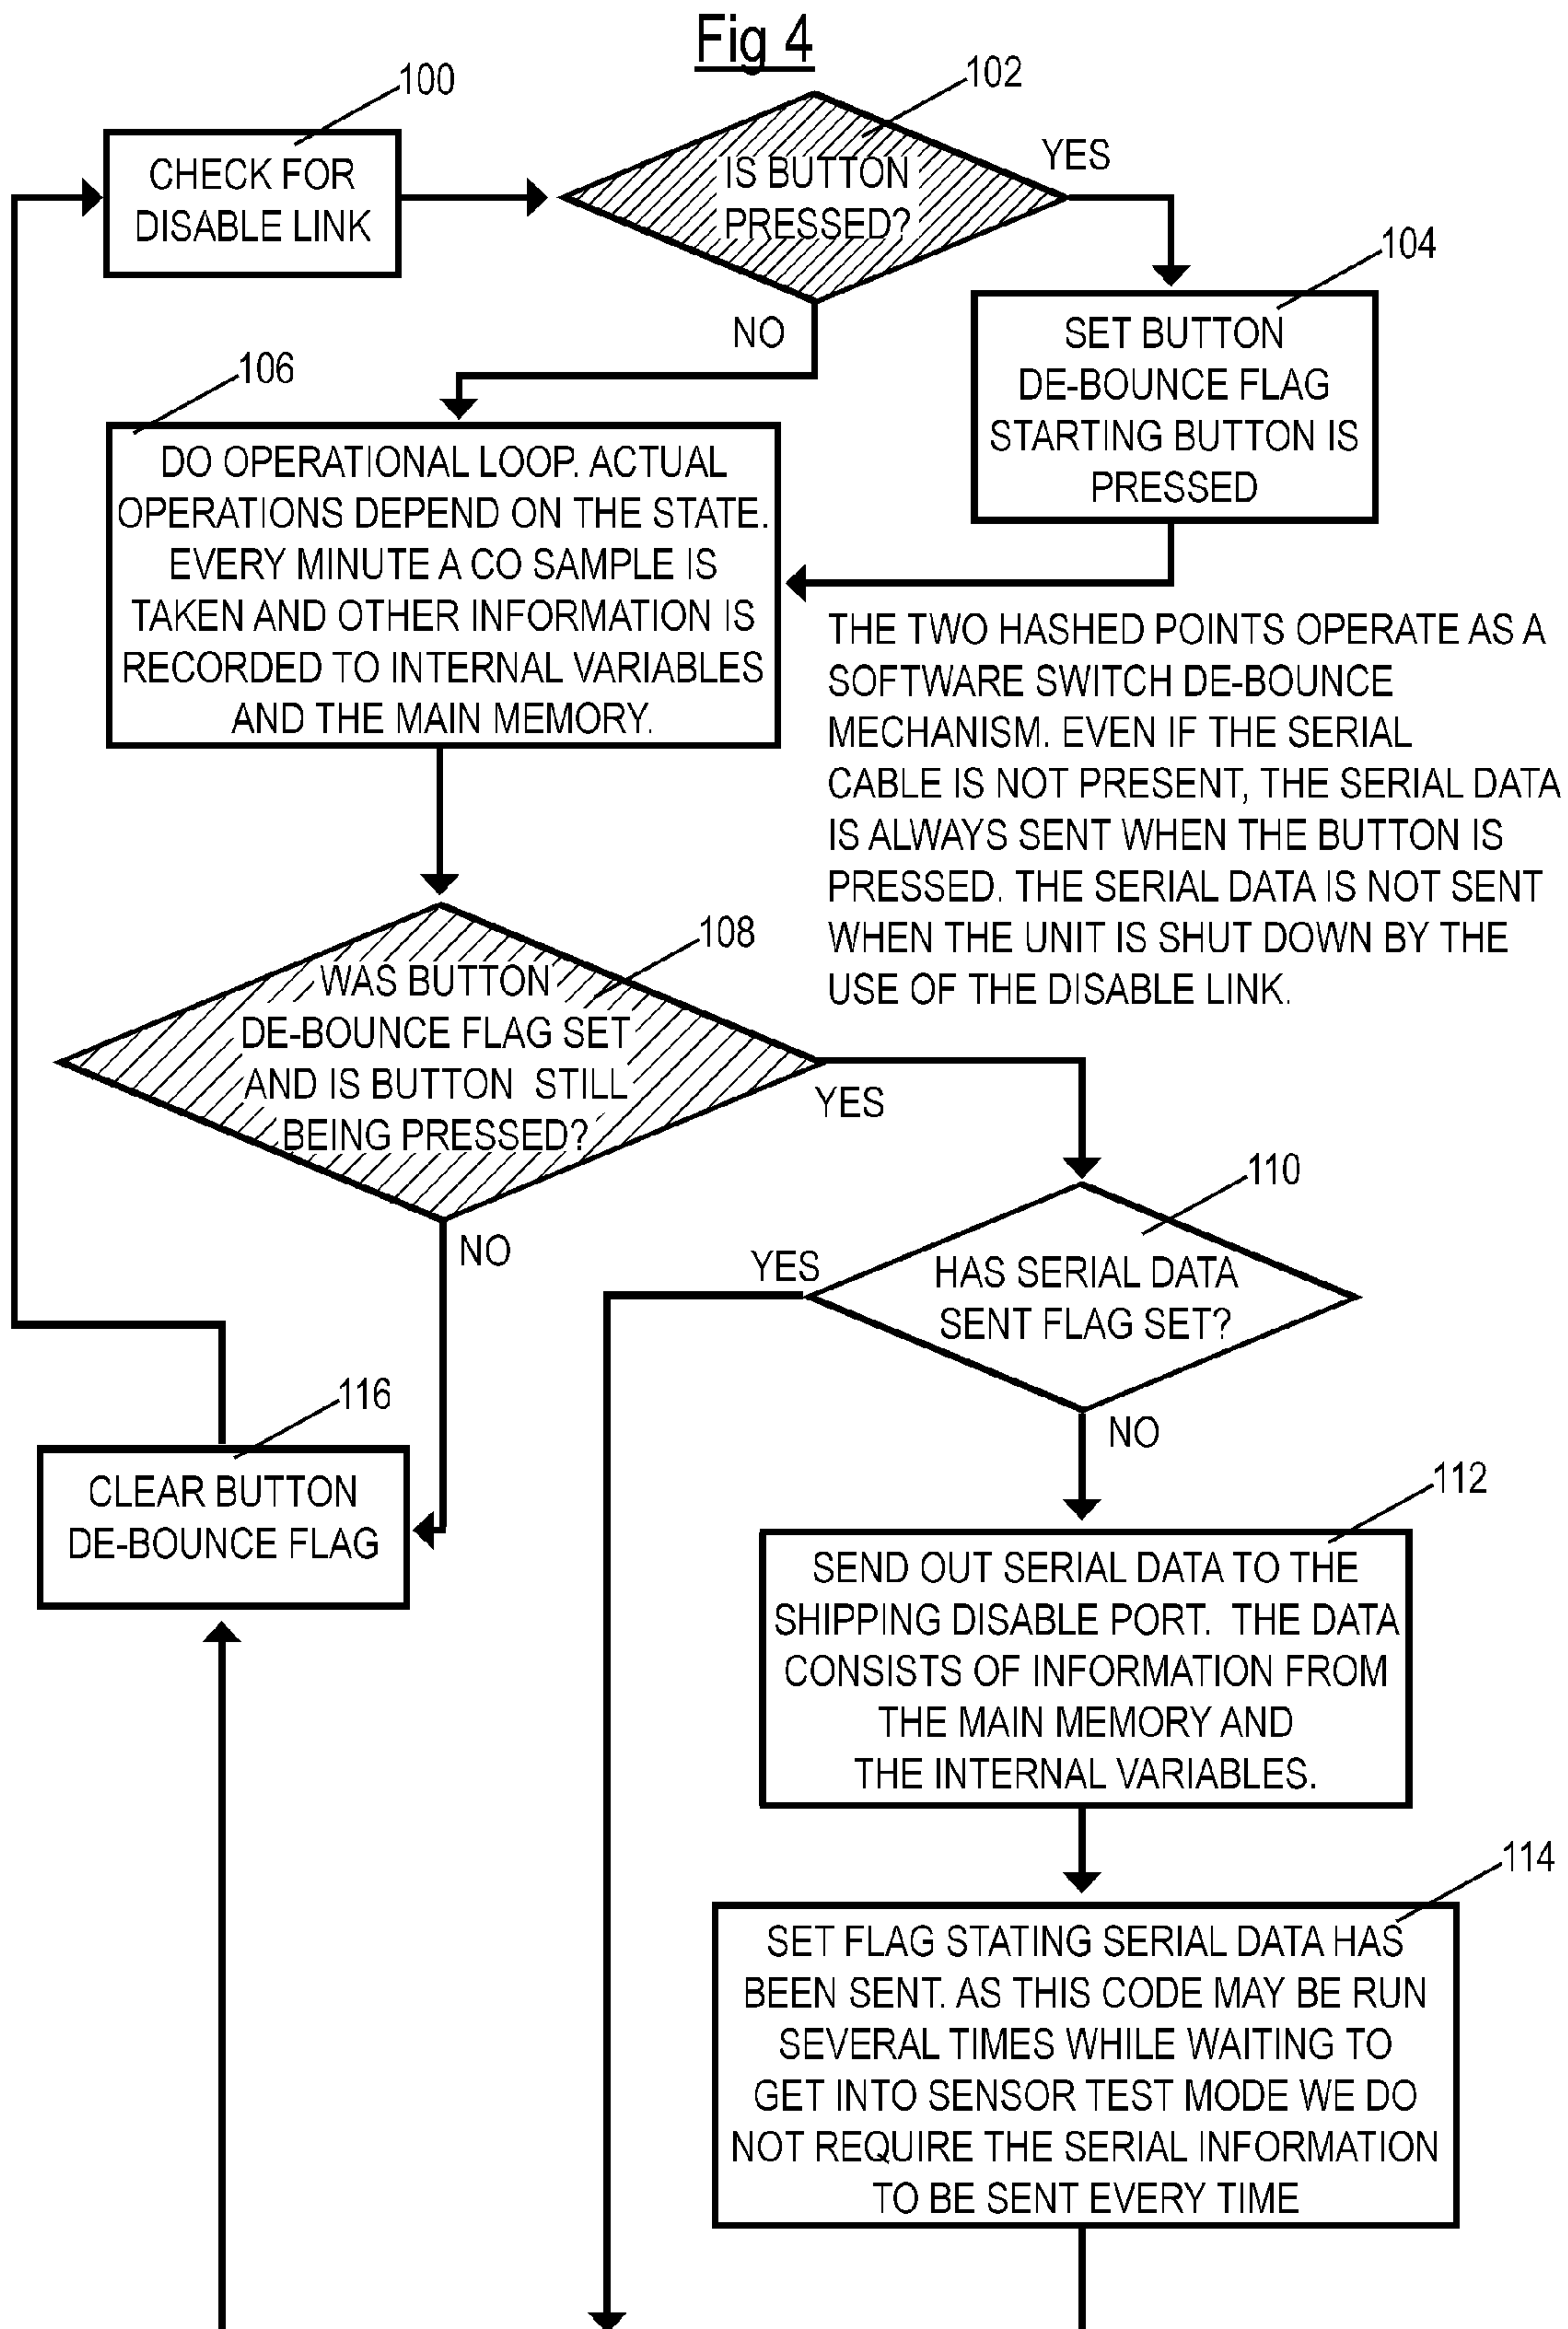 Fig 4
100
CHECK FOR
DISABLE LINK
102
IS BUTTON
PRESSED?
YES
NO
104
SET BUTTON
DE-BOUNCE FLAG
STARTING BUTTON IS
PRESSED
106
DO OPERATIONAL LOOP. ACTUAL
OPERATIONS DEPEND ON THE STATE.
EVERY MINUTE A CO SAMPLE IS
TAKEN AND OTHER INFORMATION IS
RECORDED TO INTERNAL VARIABLES
AND THE MAIN MEMORY.
THE TWO HASHED POINTS OPERATE AS A
SOFTWARE SWITCH DE-BOUNCE
MECHANISM. EVEN IF THE SERIAL
CABLE IS NOT PRESENT, THE SERIAL DATA
IS ALWAYS SENT WHEN THE BUTTON IS
PRESSED. THE SERIAL DATA IS NOT SENT
WHEN THE UNIT IS SHUT DOWN BY THE
USE OF THE DISABLE LINK.
108
WAS BUTTON
DE-BOUNCE FLAG SET
AND IS BUTTON STILL
BEING PRESSED?
YES
NO
110
HAS SERIAL DATA
SENT FLAG SET?
YES
NO
116
CLEAR BUTTON
DE-BOUNCE FLAG
112
SEND OUT SERIAL DATA TO THE
SHIPPING DISABLE PORT. THE DATA
CONSISTS OF INFORMATION FROM
THE MAIN MEMORY AND
THE INTERNAL VARIABLES.
114
SET FLAG STATING SERIAL DATA HAS
BEEN SENT. AS THIS CODE MAY BE RUN
SEVERAL TIMES WHILE WAITING TO
GET INTO SENSOR TEST MODE WE DO
NOT REQUIRE THE SERIAL INFORMATION
TO BE SENT EVERY TIME